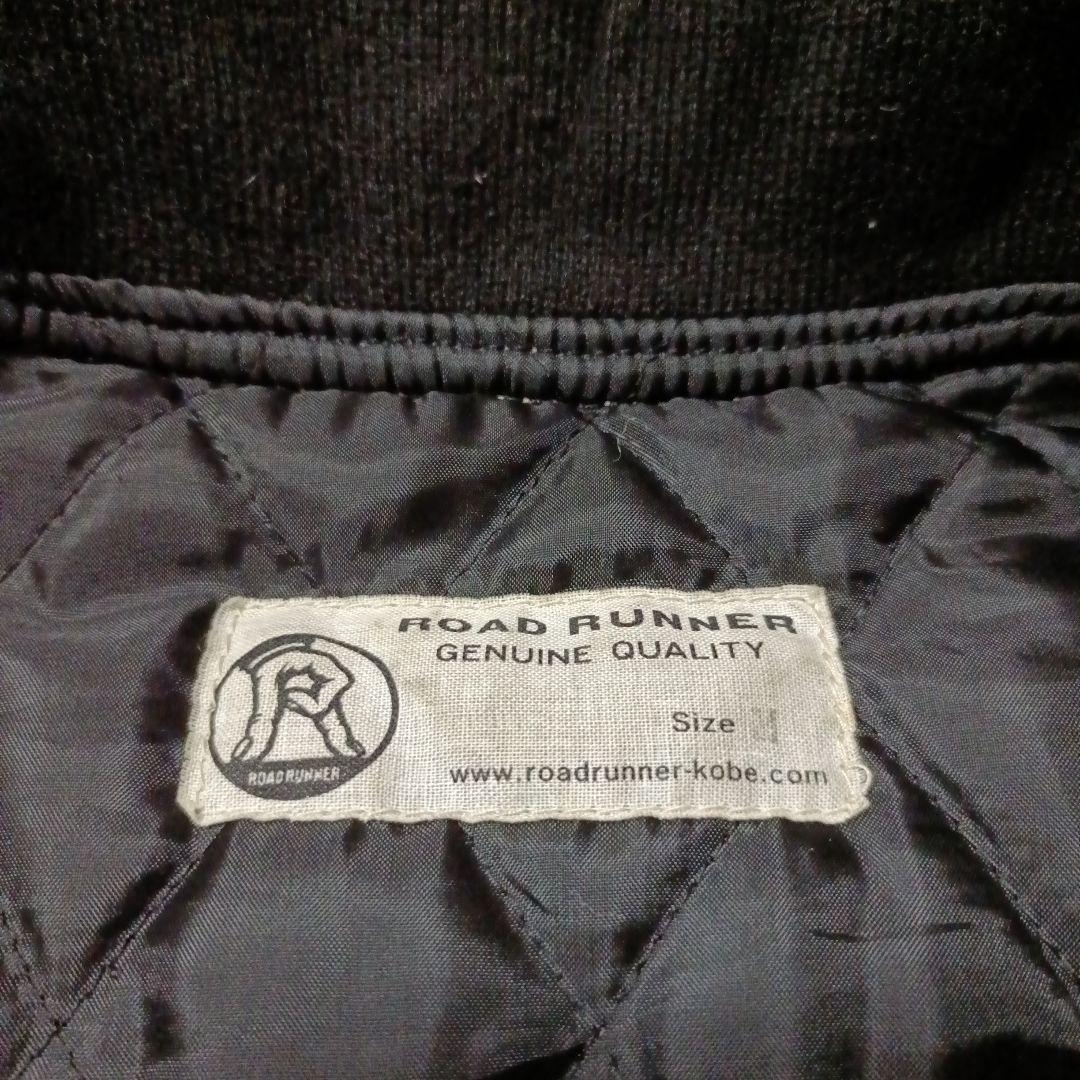 ROAD RUNNER
GENUINE QUALITY
Size
www.roadrunner-kobe.com
R
ROADRUNNER